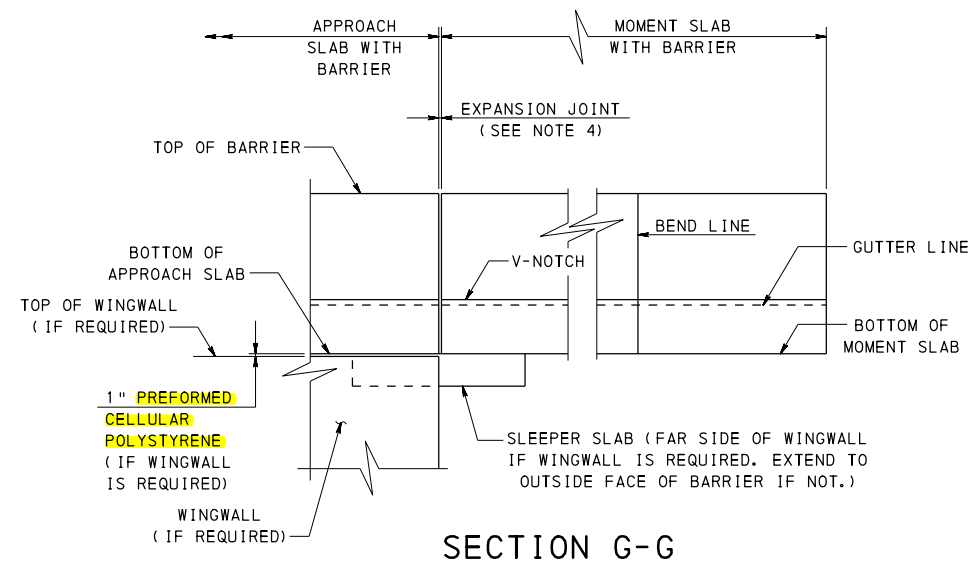 APPROACH
SLAB WITH
BARRIER
MOMENT SLAB
WITH BARRIER
EXPANSION JOINT
(SEE NOTE 4)
TOP OF BARRIER
BEND LINE
GUTTER LINE
BOTTOM OF
APPROACH SLAB
V-NOTCH
TOP OF WINGWALL
(IF REQUIRED)
BOTTOM OF
MOMENT SLAB
1" PREFORMED
CELLULAR
POLYSTYRENE
(IF WINGWALL
IS REQUIRED)
SLEEPER SLAB (FAR SIDE OF WINGWALL
IF WINGWALL IS REQUIRED. EXTEND TO
OUTSIDE FACE OF BARRIER IF NOT.)
WINGWALL
(IF REQUIRED)
SECTION G-G